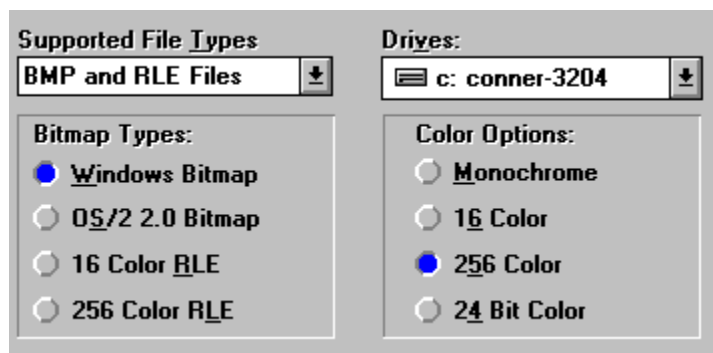 Supported File Types
BMP and RLE Files
Drives:
c: conner-3204
Bitmap Types:
Windows Bitmap
OS/2 2.0 Bitmap
16 Color RLE
256 Color RLE
Color Options:
Monochrome
16 Color
256 Color
24 Bit Color